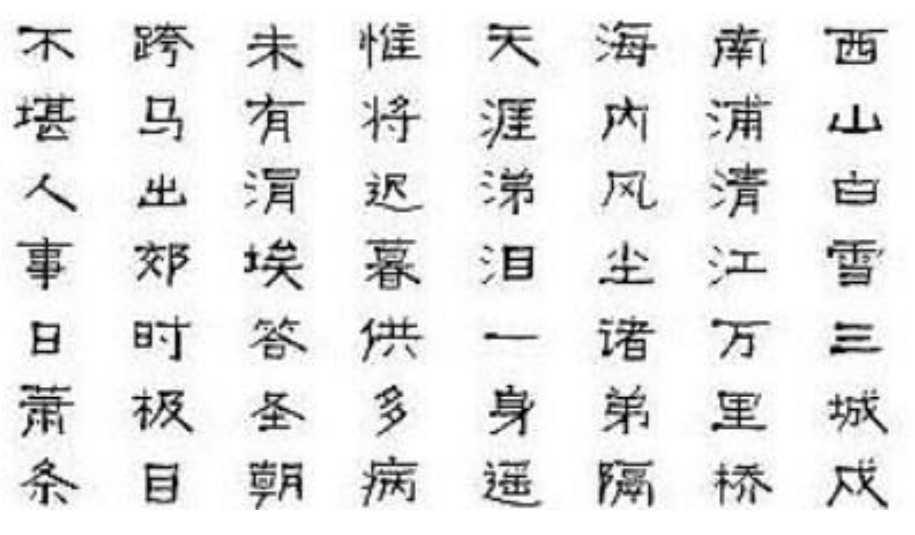 西山白雪三城戍
南浦清江万里桥
海内风尘诸弟隔
天涯涕泪一身遥
惟将迟暮供多病
未有涓埃答圣朝
跨马出郊时极目
不堪人事日萧条